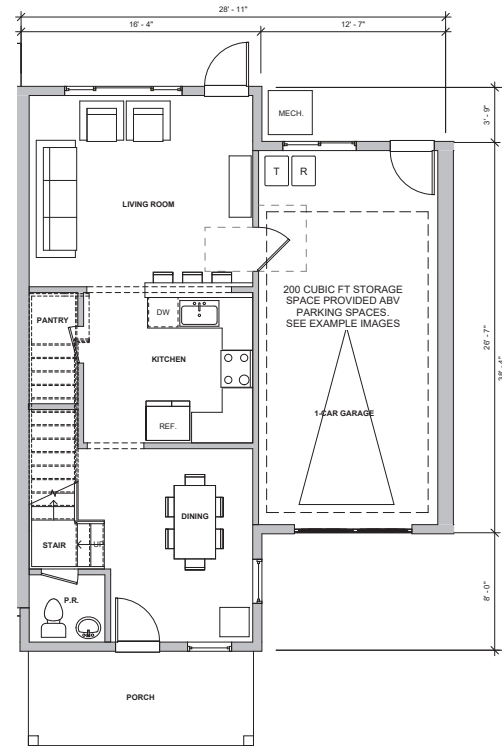 28' - 11"
16' - 4"
12' - 7"
MECH.
3' - 9"
T
R
LIVING ROOM
200 CUBIC FT STORAGE
SPACE PROVIDED ABV
PARKING SPACES.
SEE EXAMPLE IMAGES
DW
PANTRY
KITCHEN
26' - 7"
38' - 4"
1-CAR GARAGE
REF.
DINING
STAIR
UP
8' - 0"
P.R.
PORCH